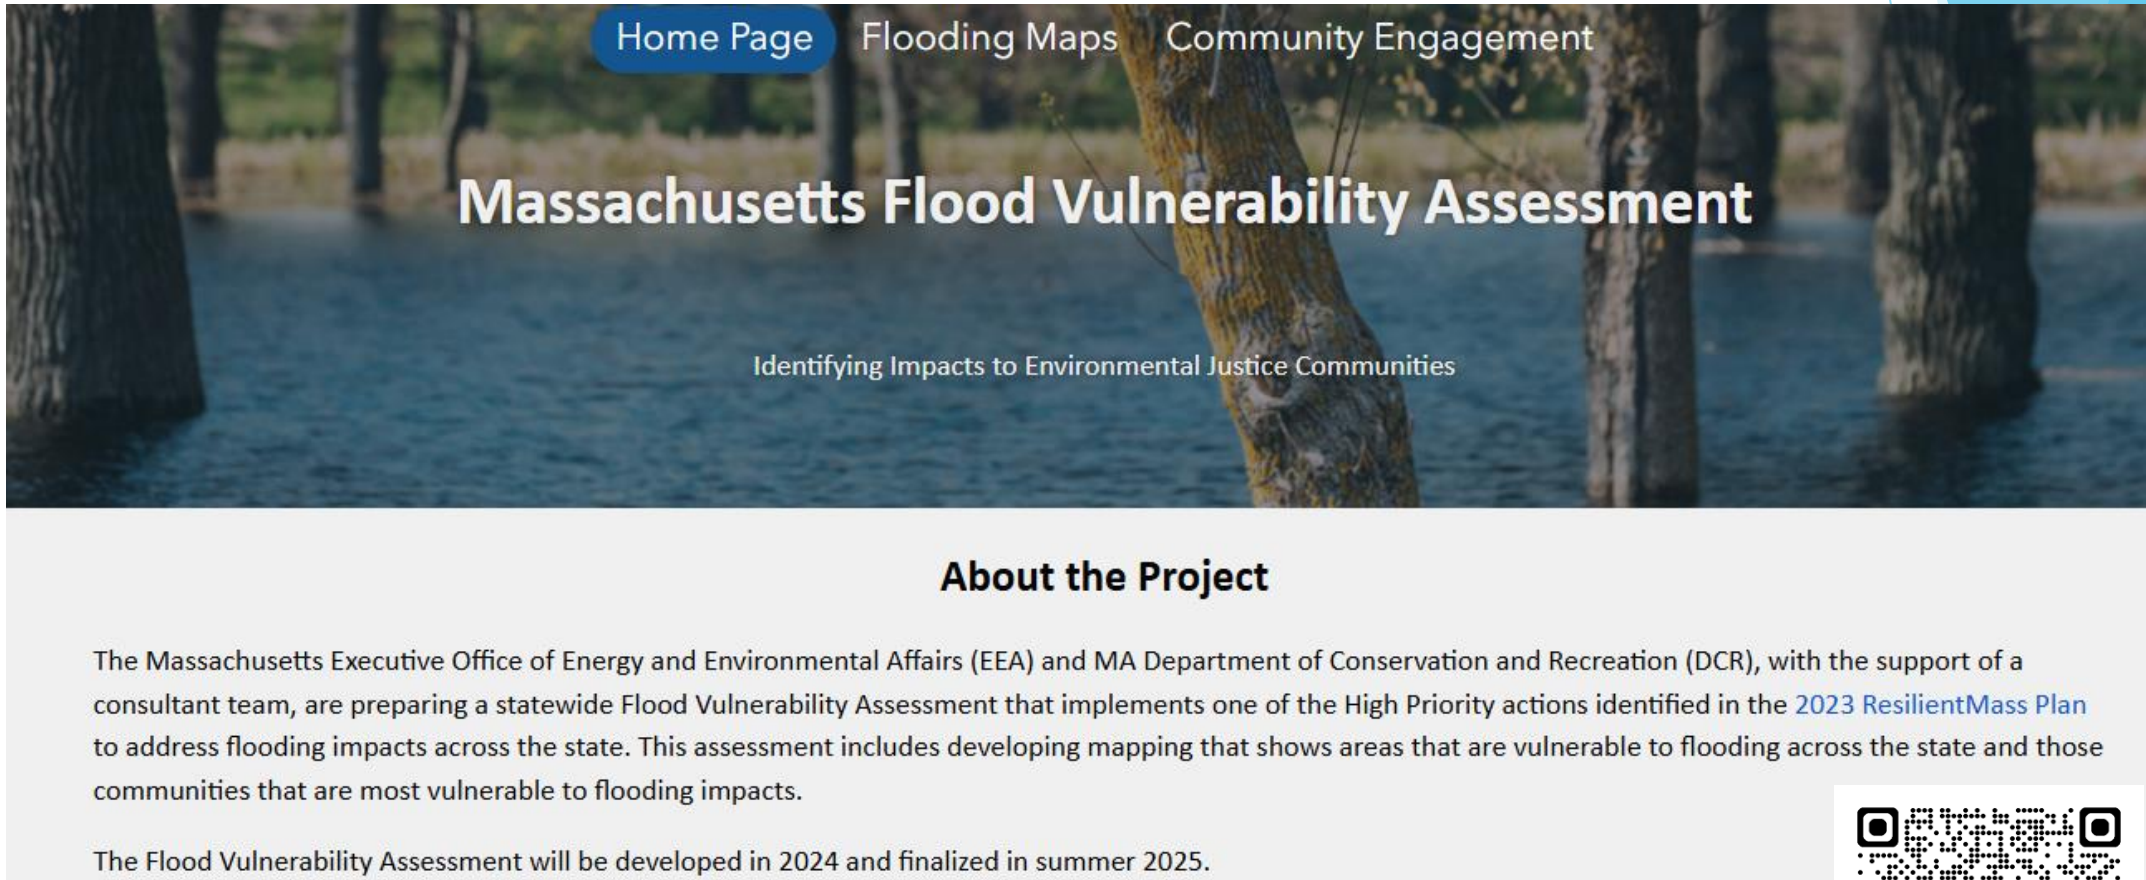 Home Page Flooding Maps Community Engagement
Massachusetts Flood Vulnerability Assessment
Identifying Impacts to Environmental Justice Communities
About the Project
The Massachusetts Executive Office of Energy and Environmental Affairs (EEA) and MA Department of Conservation and Recreation (DCR), with the support of a
consultant team, are preparing a statewide Flood Vulnerability Assessment that implements one of the High Priority actions identified in the 2023 ResilientMass Plan
to address flooding impacts across the state. This assessment includes developing mapping that shows areas that are vulnerable to flooding across the state and those
communities that are most vulnerable to flooding impacts.
The Flood Vulnerability Assessment will be developed in 2024 and finalized in summer 2025.